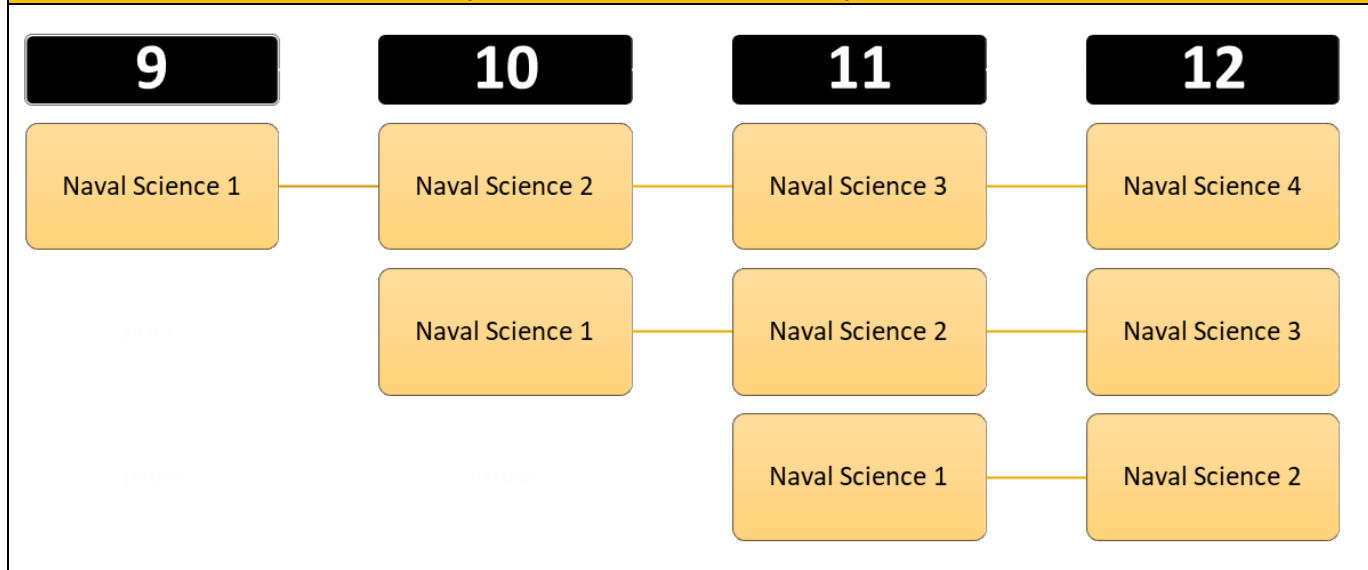 9 10 11 12
Naval Science 1 Naval Science 2 Naval Science 3 Naval Science 4
Naval Science 1 Naval Science 2 Naval Science 3
Naval Science 1 Naval Science 2